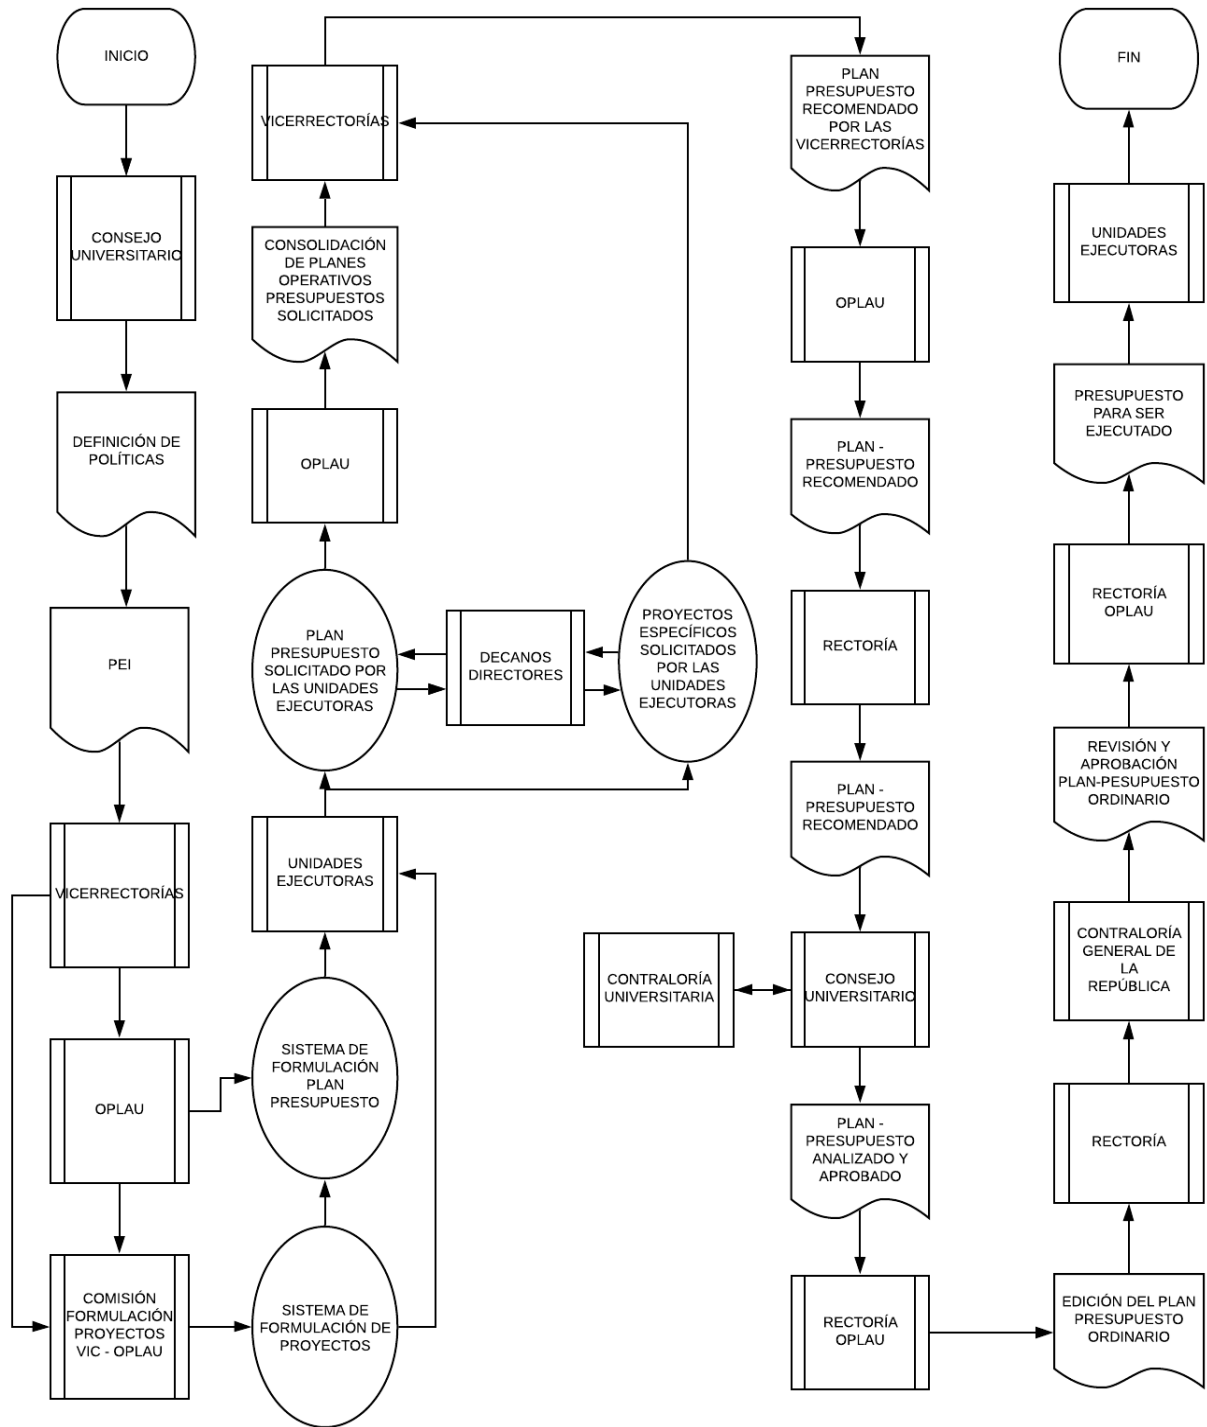 INICIO
CONSEJO
UNIVERSITARIO
DEFINICIÓN DE
POLÍTICAS
PEI
VICERRECTORÍAS
OPLAU
COMISIÓN
FORMULACIÓN
PROYECTOS
VIC - OPLAU
SISTEMA DE
FORMULACIÓN DE
PROYECTOS
SISTEMA DE
FORMULACIÓN
PLAN
PRESUPUESTO
UNIDADES
EJECUTORAS
PLAN
PRESUPUESTO
SOLICITADO POR
LAS UNIDADES
EJECUTORAS
DECANOS
DIRECTORES
PROYECTOS
ESPECÍFICOS
SOLICITADOS
POR LAS
UNIDADES
EJECUTORAS
OPLAU
CONSOLIDACIÓN
DE PLANES
OPERATIVOS
PRESUPUESTOS
SOLICITADOS
VICERRECTORÍAS
PLAN
PRESUPUESTO
RECOMENDADO
POR LAS
VICERRECTORÍAS
OPLAU
PLAN -
PRESUPUESTO
RECOMENDADO
RECTORÍA
PLAN -
PRESUPUESTO
RECOMENDADO
CONSEJO
UNIVERSITARIO
CONTRALORÍA
UNIVERSITARIA
PLAN -
PRESUPUESTO
ANALIZADO Y
APROBADO
RECTORÍA
OPLAU
EDICIÓN DEL PLAN
PRESUPUESTO
ORDINARIO
RECTORÍA
CONTRALORÍA
GENERAL DE
LA
REPÚBLICA
REVISIÓN Y
APROBACIÓN
PLAN-PESUPUESTO
ORDINARIO
RECTORÍA
OPLAU
PRESUPUESTO
PARA SER
EJECUTADO
UNIDADES
EJECUTORAS
FIN